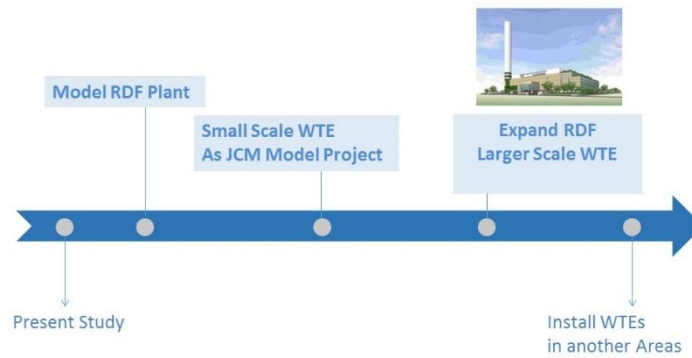 Model RDF Plant
Small Scale WTE
As JCM Model Project
Expand RDF
Larger Scale WTE
Present Study
Install WTEs
in another Areas